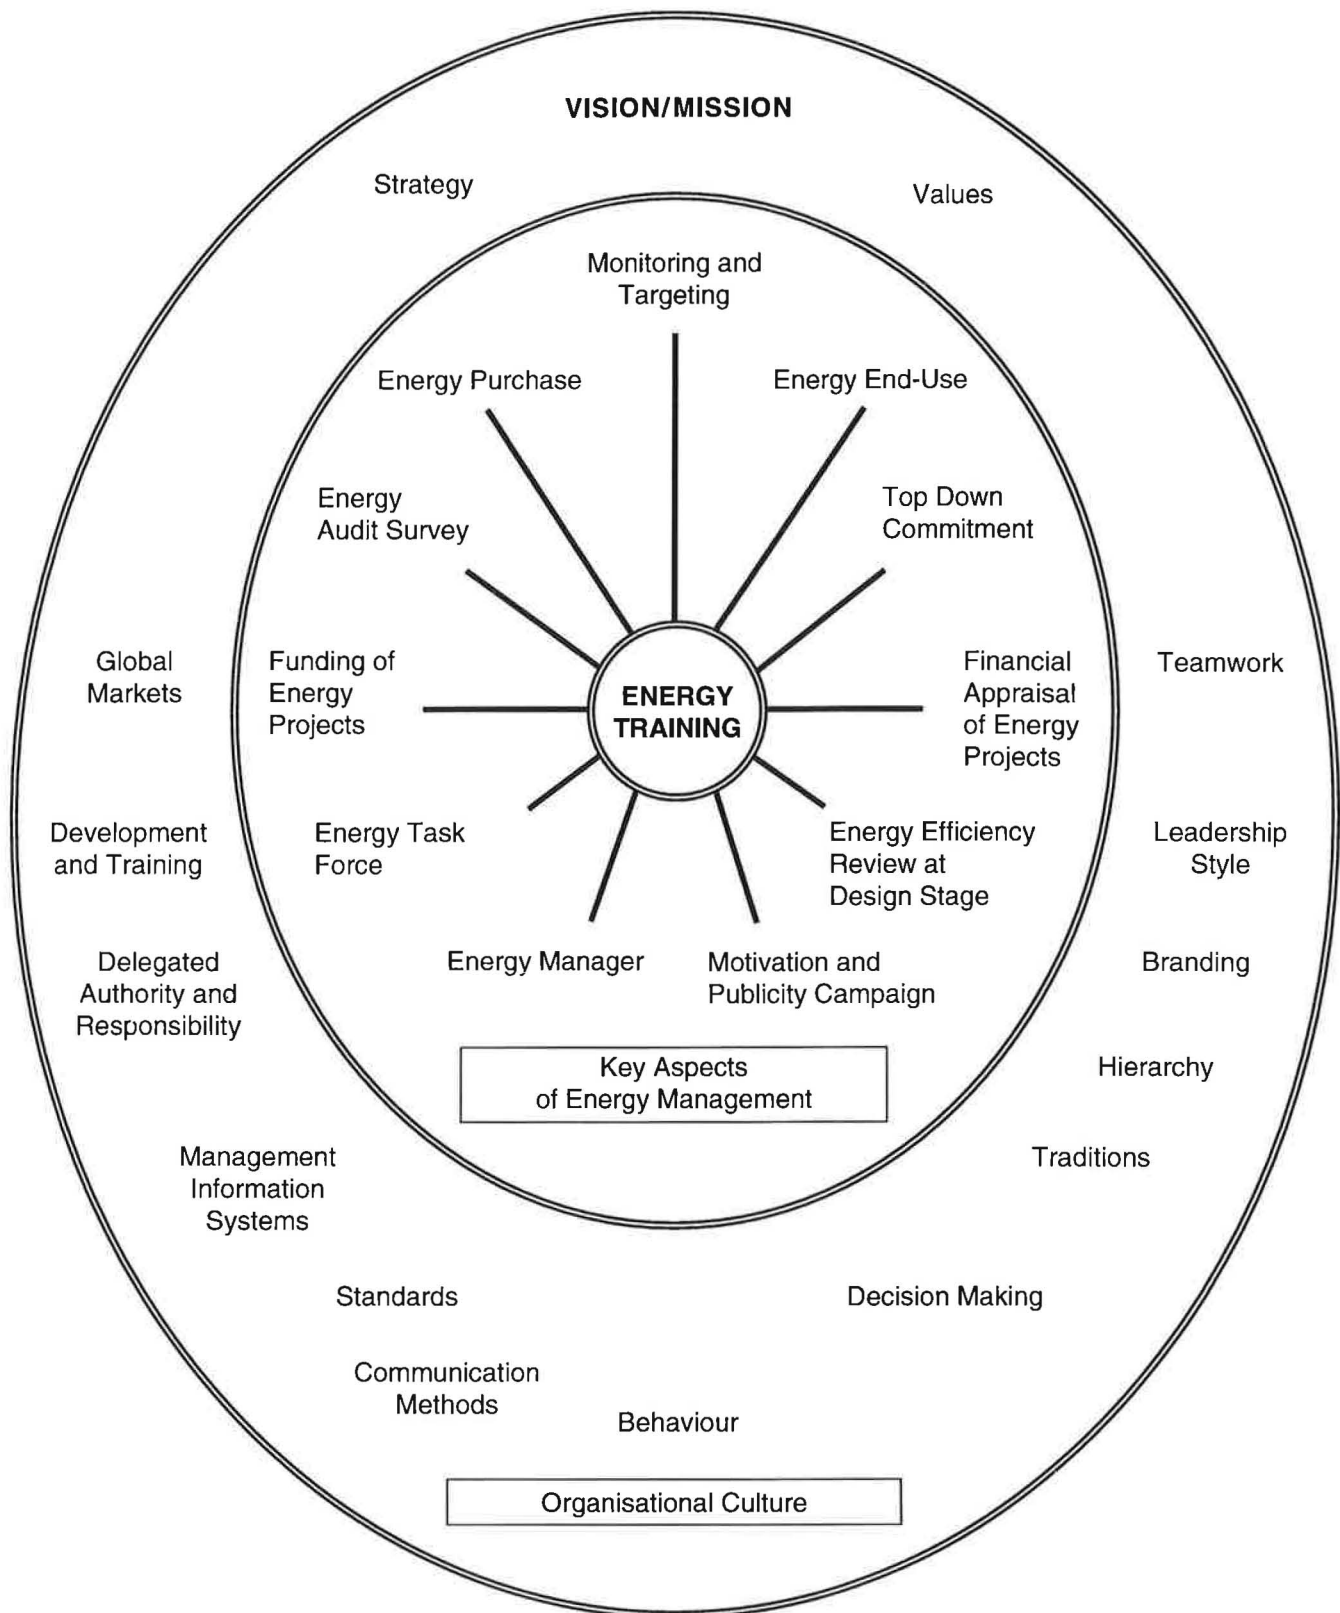 VISION/MISSION
Strategy
Values
Monitoring and
Targeting
Energy Purchase
Energy End-Use
Energy
Audit Survey
Top Down
Commitment
Global
Markets
Funding of
Energy
Projects
ENERGY
TRAINING
Financial
Appraisal
of Energy
Projects
Teamwork
Development
and Training
Energy Task
Force
Energy Efficiency
Review at
Design Stage
Leadership
Style
Delegated
Authority and
Responsibility
Energy Manager
Motivation and
Publicity Campaign
Branding
Key Aspects
of Energy Management
Hierarchy
Management
Information
Systems
Traditions
Standards
Decision Making
Communication
Methods
Behaviour
Organisational Culture